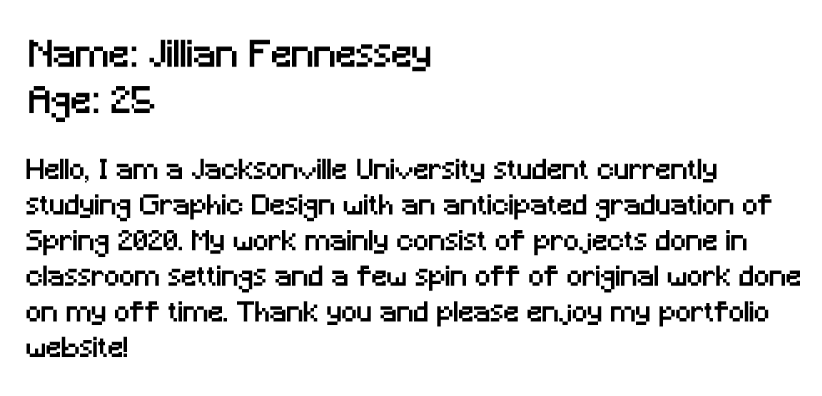 Name: Jillian Fennessey
Age: 25
Hello, I am a Jacksonville University student currently
studying Graphic Design with an anticipated graduation of
Spring 2020. My work mainly consist of projects done in
classroom settings and a few spin off of original work done
on my off time. Thank you and please enjoy my portfolio
website!